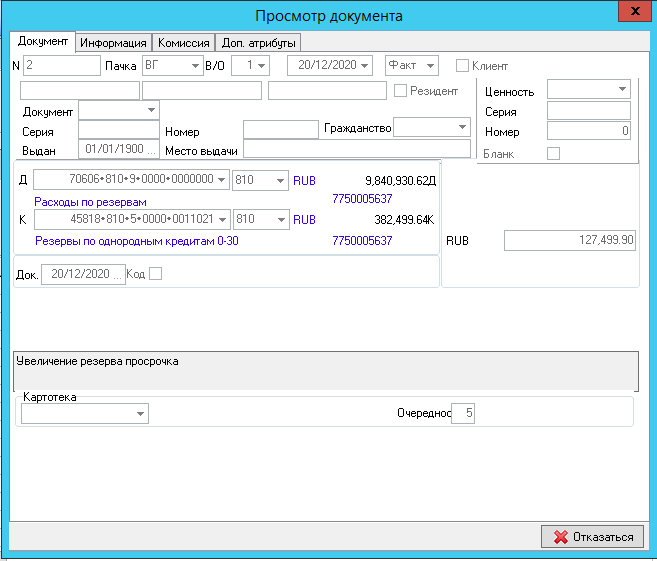 Просмотр документа
x
Документ Информация Комиссия Доп. атрибуты
N 2 Пачка ВГ В/О 1 20/12/2020 Факт Клиент
Резидент Ценность
Документ Серия
Серия Номер Гражданство Номер 0
Выдан 01/01/1900 ... Место выдачи Бланк
Д 70606*810*9*0000*0000000 810 RUB 9,840,930.62Д
Расходы по резервам 7750005637
К 45818*810*5*0000*0011021 810 RUB 382,499.64К
Резервы по однородным кредитам 0-30 7750005637 RUB 127,499.90
Док. 20/12/2020 ... Код
Увеличение резерва просрочка
Картотека
Очереднос 5
Отказаться